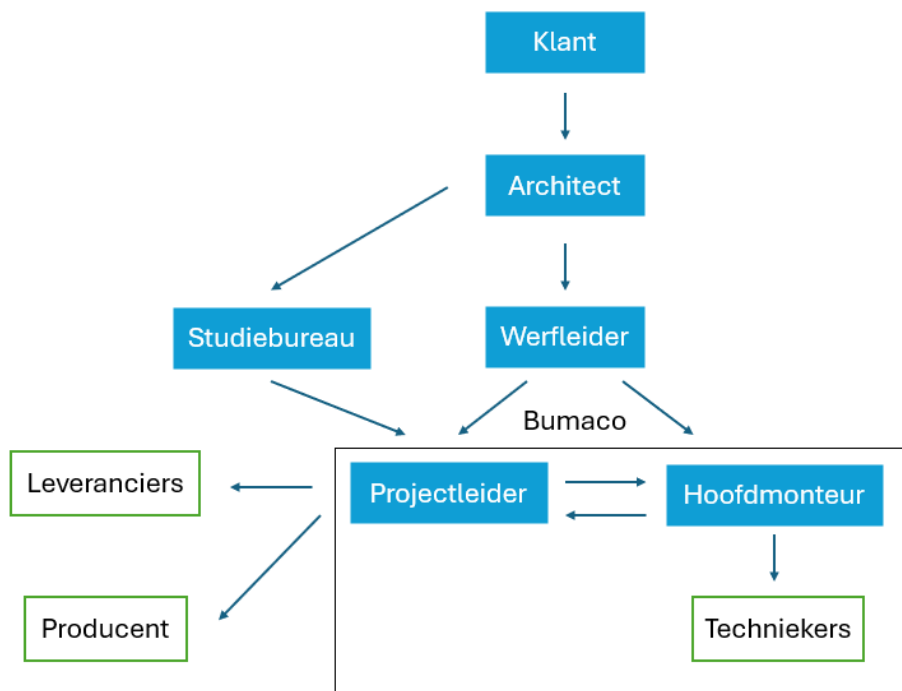 Klant
Architect
Studiebureau
Werfleider
Bumaco
Leveranciers
Projectleider
Hoofdmonteur
Producent
Techniekers